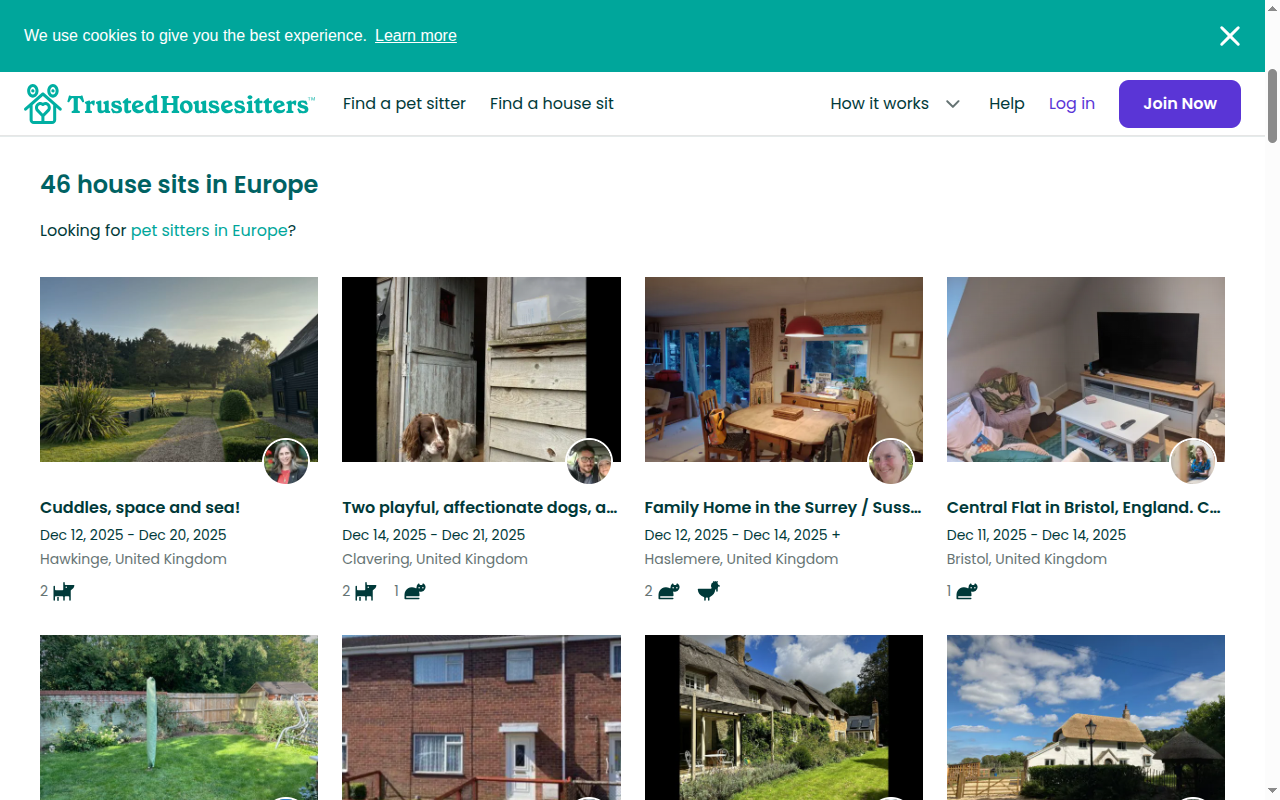 We use cookies to give you the best experience. Learn more
TrustedHousesitters™
Find a pet sitter
Find a house sit
How it works
Help
Log in
Join Now
46 house sits in Europe
Looking for pet sitters in Europe?
Cuddles, space and sea!
Dec 12, 2025 - Dec 20, 2025
Hawkinge, United Kingdom
2
Two playful, affectionate dogs, a...
Dec 14, 2025 - Dec 21, 2025
Clavering, United Kingdom
2 1
Family Home in the Surrey / Suss...
Dec 12, 2025 - Dec 14, 2025 +
Haslemere, United Kingdom
2
Central Flat in Bristol, England. C...
Dec 11, 2025 - Dec 14, 2025
Bristol, United Kingdom
1